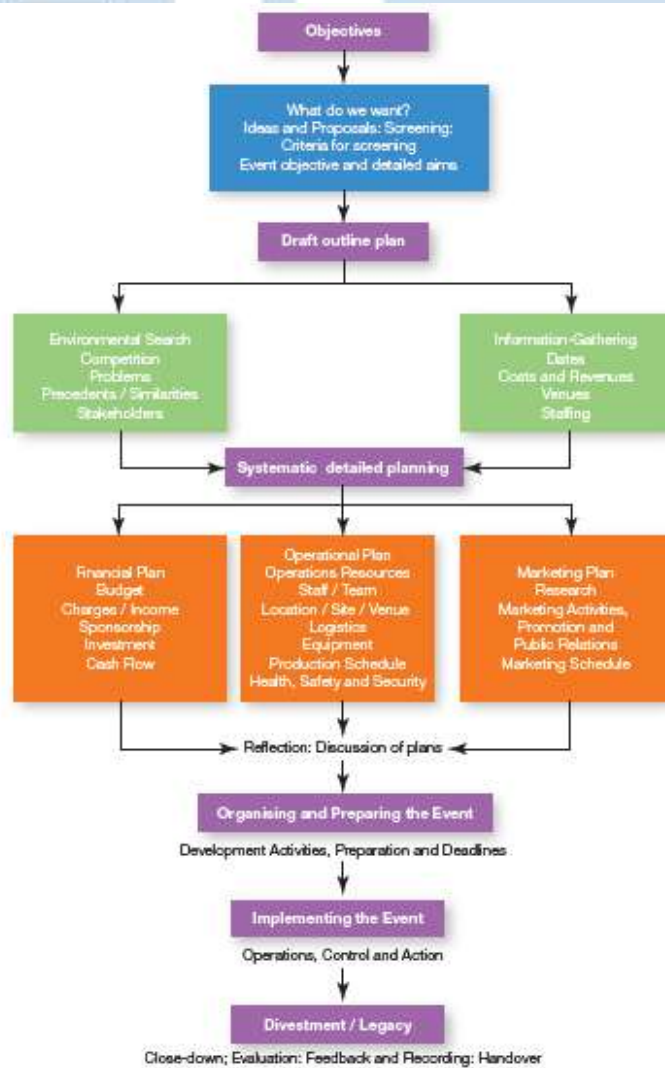 Objectives
What do we want?
Ideas and Proposals: Screening:
Criteria for screening
Event objective and detailed aims
Draft outline plan
Environmental Search
Competition
Problems
Precedents / Similarities
Stakeholders
Information-Gathering
Dates
Costs and Revenues
Venues
Staffing
Systematic detailed planning
Financial Plan
Budget
Charges / Income
Sponsorship
Investment
Cash Flow
Operational Plan
Operations Resources
Staff / Team
Location / Site / Venue
Logistics
Equipment
Production Schedule
Health, Safety and Security
Marketing Plan
Research
Marketing Activities,
Promotion and
Public Relations
Marketing Schedule
Reflection: Discussion of plans
Organising and Preparing the Event
Development Activities, Preparation and Deadlines
Implementing the Event
Operations, Control and Action
Divestment / Legacy
Close-down; Evaluation: Feedback and Recording: Handover